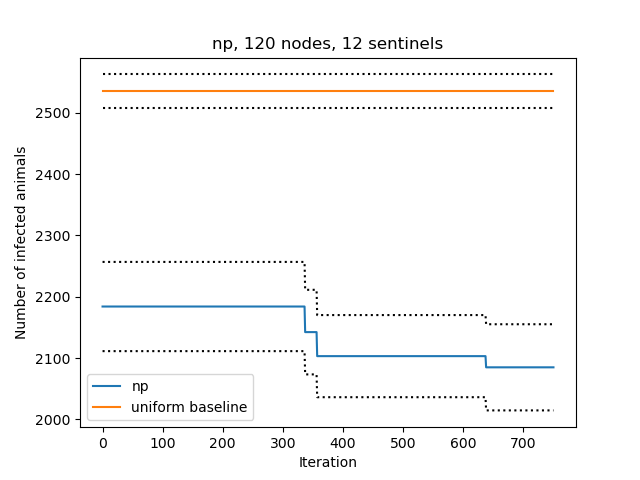 np, 120 nodes, 12 sentinels
Number of infected animals
2500
2400
2300
2200
2100
2000
np
uniform baseline
0 100 200 300 400 500 600 700
Iteration